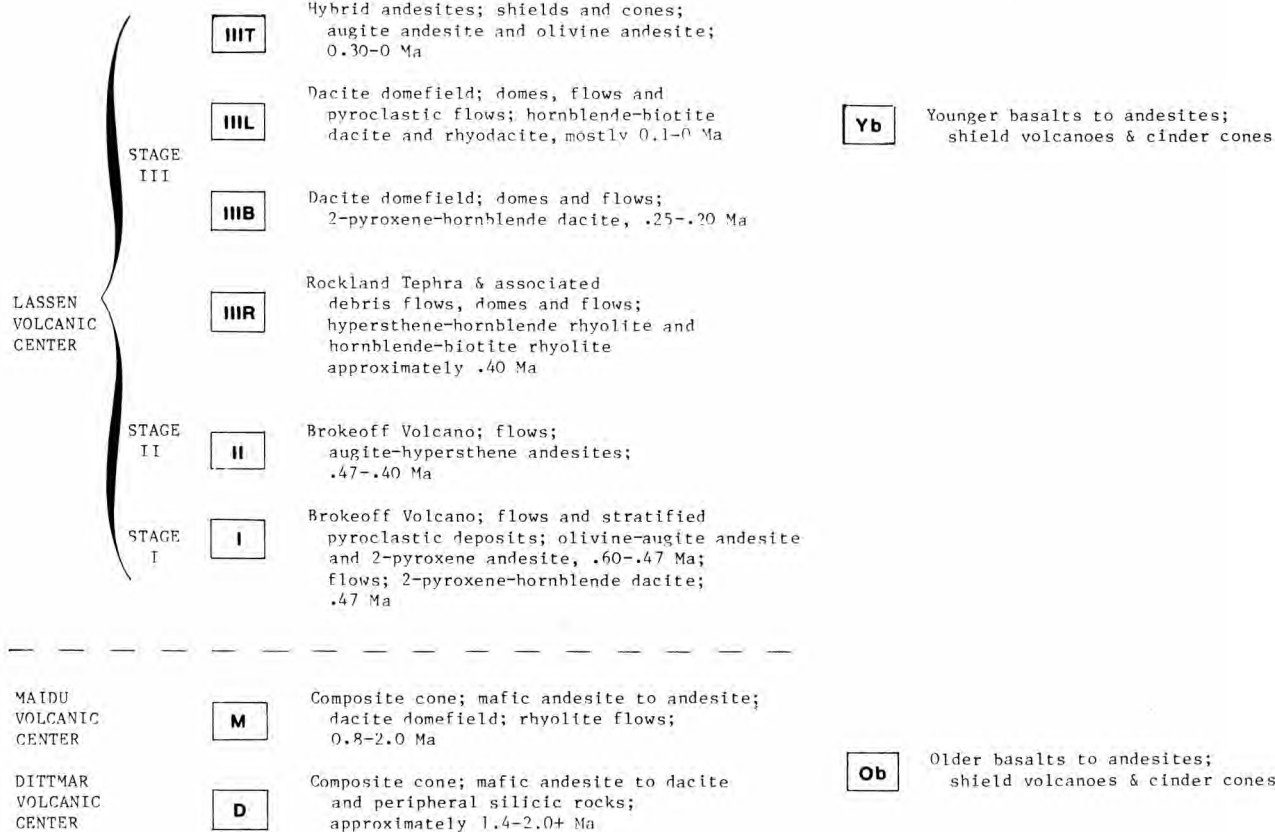 IIIT
Hybrid andesites; shields and cones;
augite andesite and olivine andesite;
0.30-0 Ma
IIIL
Dacite domefield; domes, flows and
pyroclastic flows; hornblende-biotite
dacite and rhyodacite, mostly 0.1-0 Ma
STAGE
III
IIIB
Dacite domefield; domes and flows;
2-pyroxene-hornblende dacite, .25-.20 Ma
LASSEN
VOLCANIC
CENTER
IIIR
Rockland Tephra & associated
debris flows, domes and flows;
hypersthene-hornblende rhyolite and
hornblende-biotite rhyolite
approximately .40 Ma
STAGE
II
II
Brokeoff Volcano; flows;
augite-hypersthene andesites;
.47-.40 Ma
STAGE
I
I
Brokeoff Volcano; flows and stratified
pyroclastic deposits; olivine-augite andesite
and 2-pyroxene andesite, .60-.47 Ma;
flows; 2-pyroxene-hornblende dacite;
.47 Ma
MAIDU
VOLCANIC
CENTER
M
Composite cone; mafic andesite to andesite;
dacite domefield; rhyolite flows;
0.8-2.0 Ma
DITTMAR
VOLCANIC
CENTER
D
Composite cone; mafic andesite to dacite
and peripheral silicic rocks;
approximately 1.4-2.0+ Ma
Yb
Younger basalts to andesites;
shield volcanoes & cinder cones
Ob
Older basalts to andesites;
shield volcanoes & cinder cones